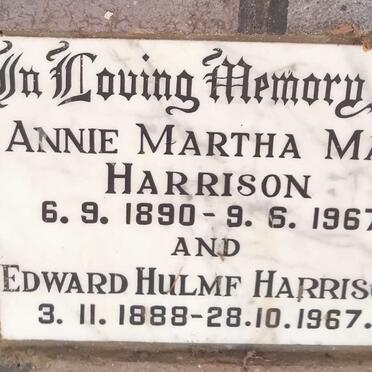 In Loving Memory
ANNIE MARTHA MA
HARRISON
6. 9. 1890 - 9. 6. 1967
AND
EDWARD HULMF HARRISO
3. 11. 1888 - 28. 10. 1967.